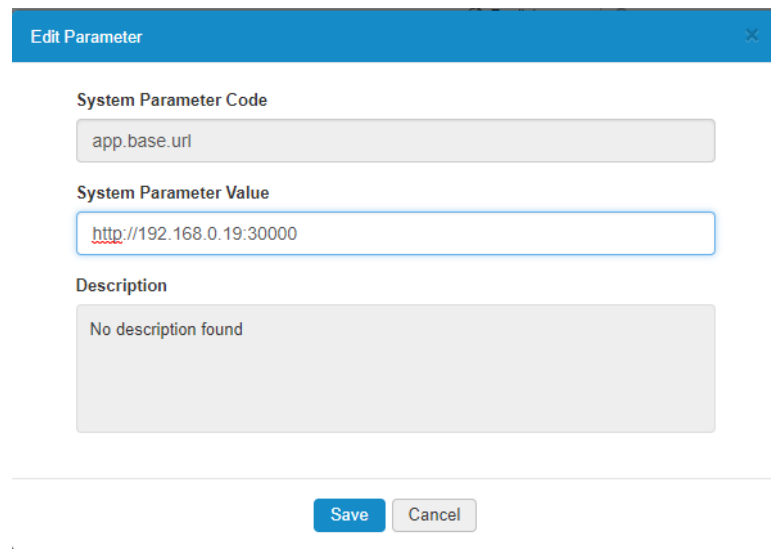 Edit Parameter
×
System Parameter Code
app.base.url
System Parameter Value
http://192.168.0.19:30000
Description
No description found
Save Cancel